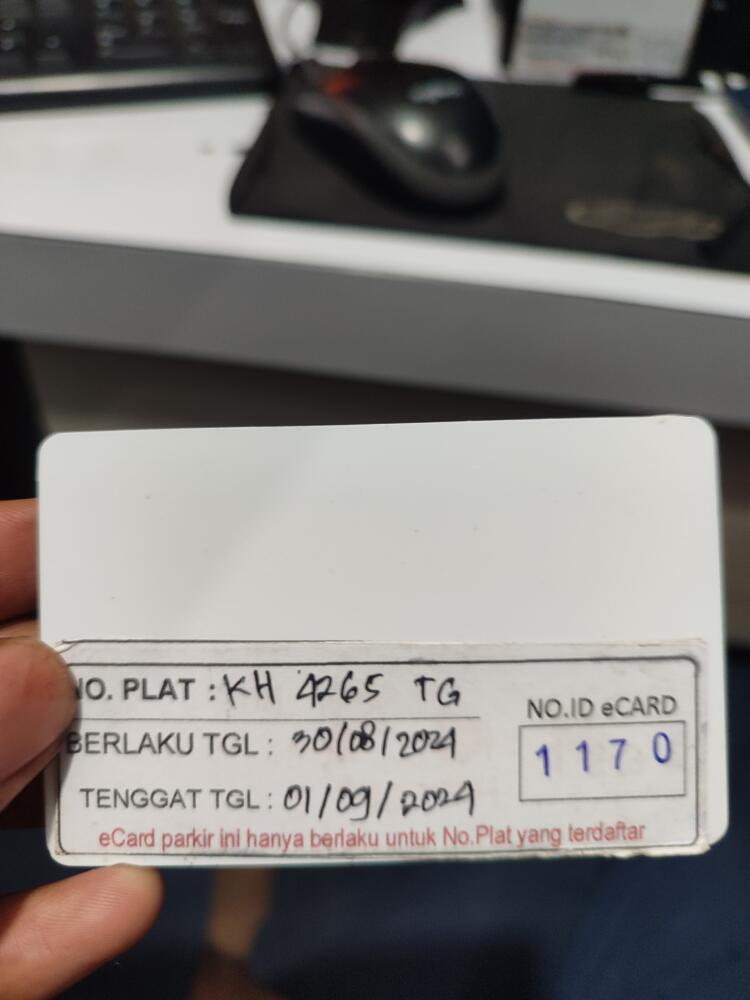 NO. PLAT : KH 4265 TG
BERLAKU TGL : 30/08/2024
TENGGAT TGL : 01/09/2024
NO.ID eCARD
1 1 7 0
eCard parkir ini hanya berlaku untuk No.Plat yang terdaftar